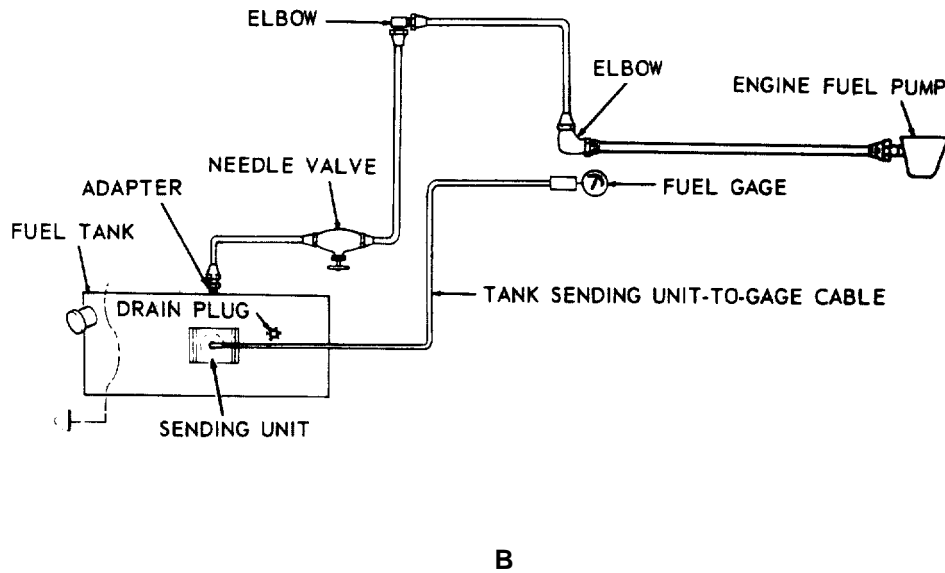 ELBOW
ELBOW
ENGINE FUEL PUMP
NEEDLE VALVE
ADAPTER
FUEL GAGE
FUEL TANK
TANK SENDING UNIT-TO-GAGE CABLE
DRAIN PLUG
SENDING UNIT
B